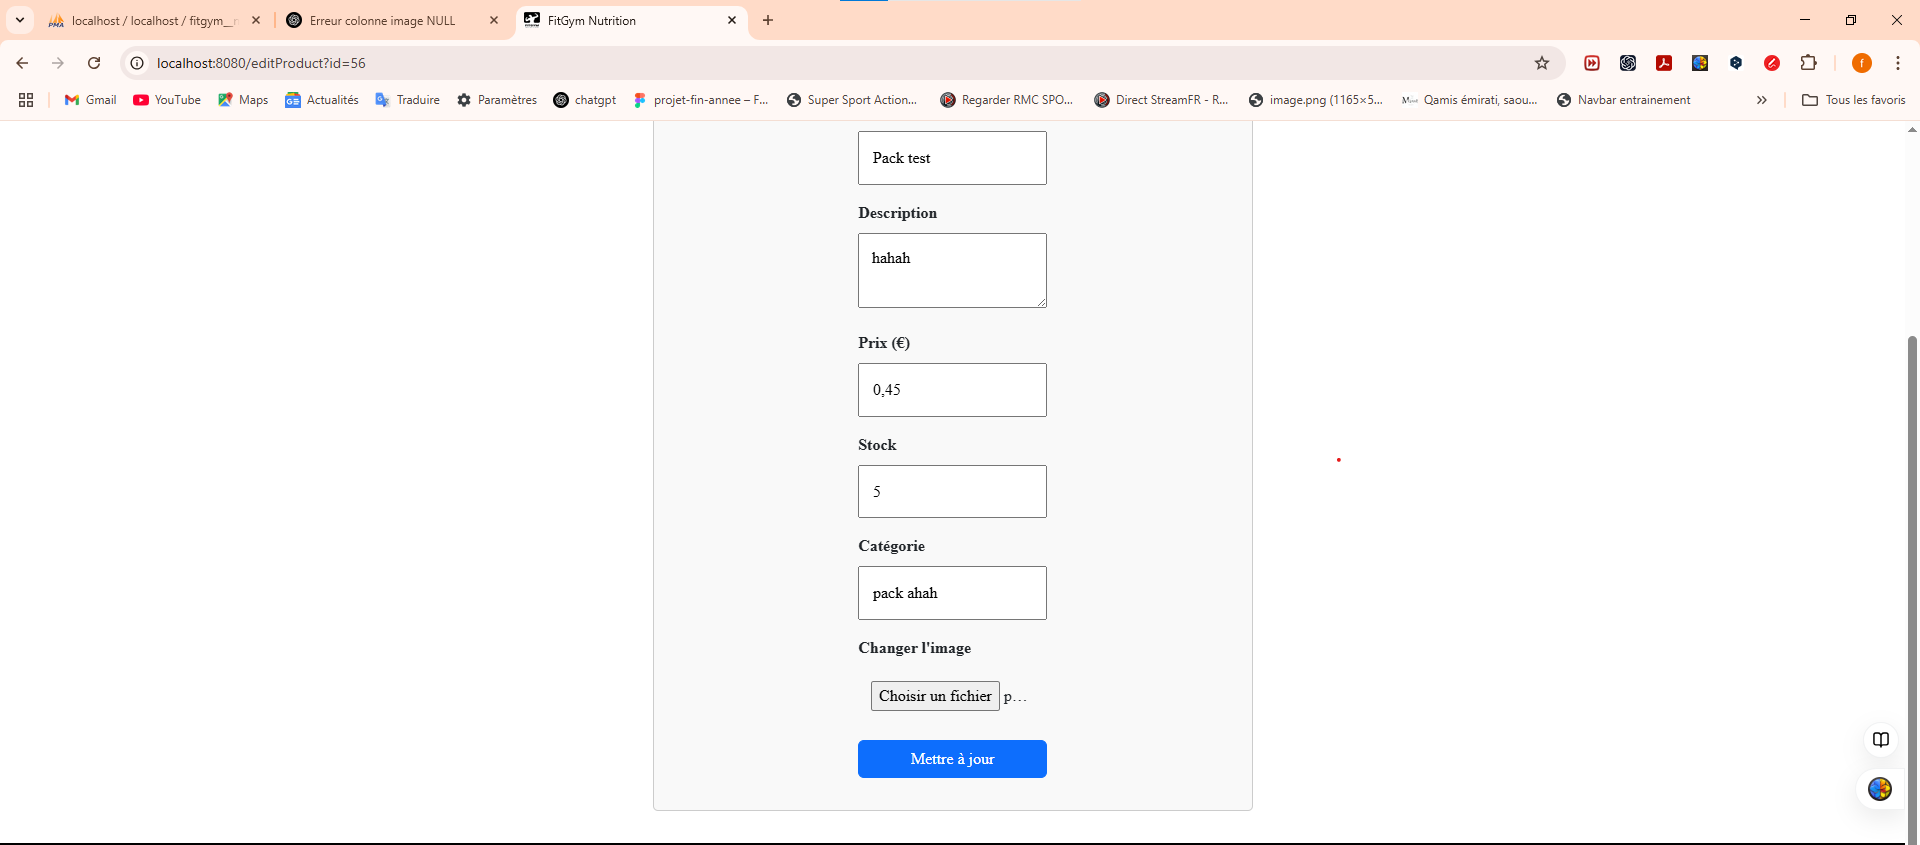 localhost / localhost / fitgym_n
Erreur colonne image NULL
FitGym Nutrition
localhost:8080/editProduct?id=56
f
Gmail
YouTube
Maps
Actualités
Traduire
Paramètres
chatgpt
projet-fin-annee – F...
Super Sport Action...
Regarder RMC SPO...
Direct StreamFR - R...
image.png (1165×5...
Qamis émirati, saou...
Navbar entrainement
Tous les favoris
Pack test
Description
hahah
Prix (€)
0,45
Stock
5
Catégorie
pack ahah
Changer l'image
Choisir un fichier p...
Mettre à jour